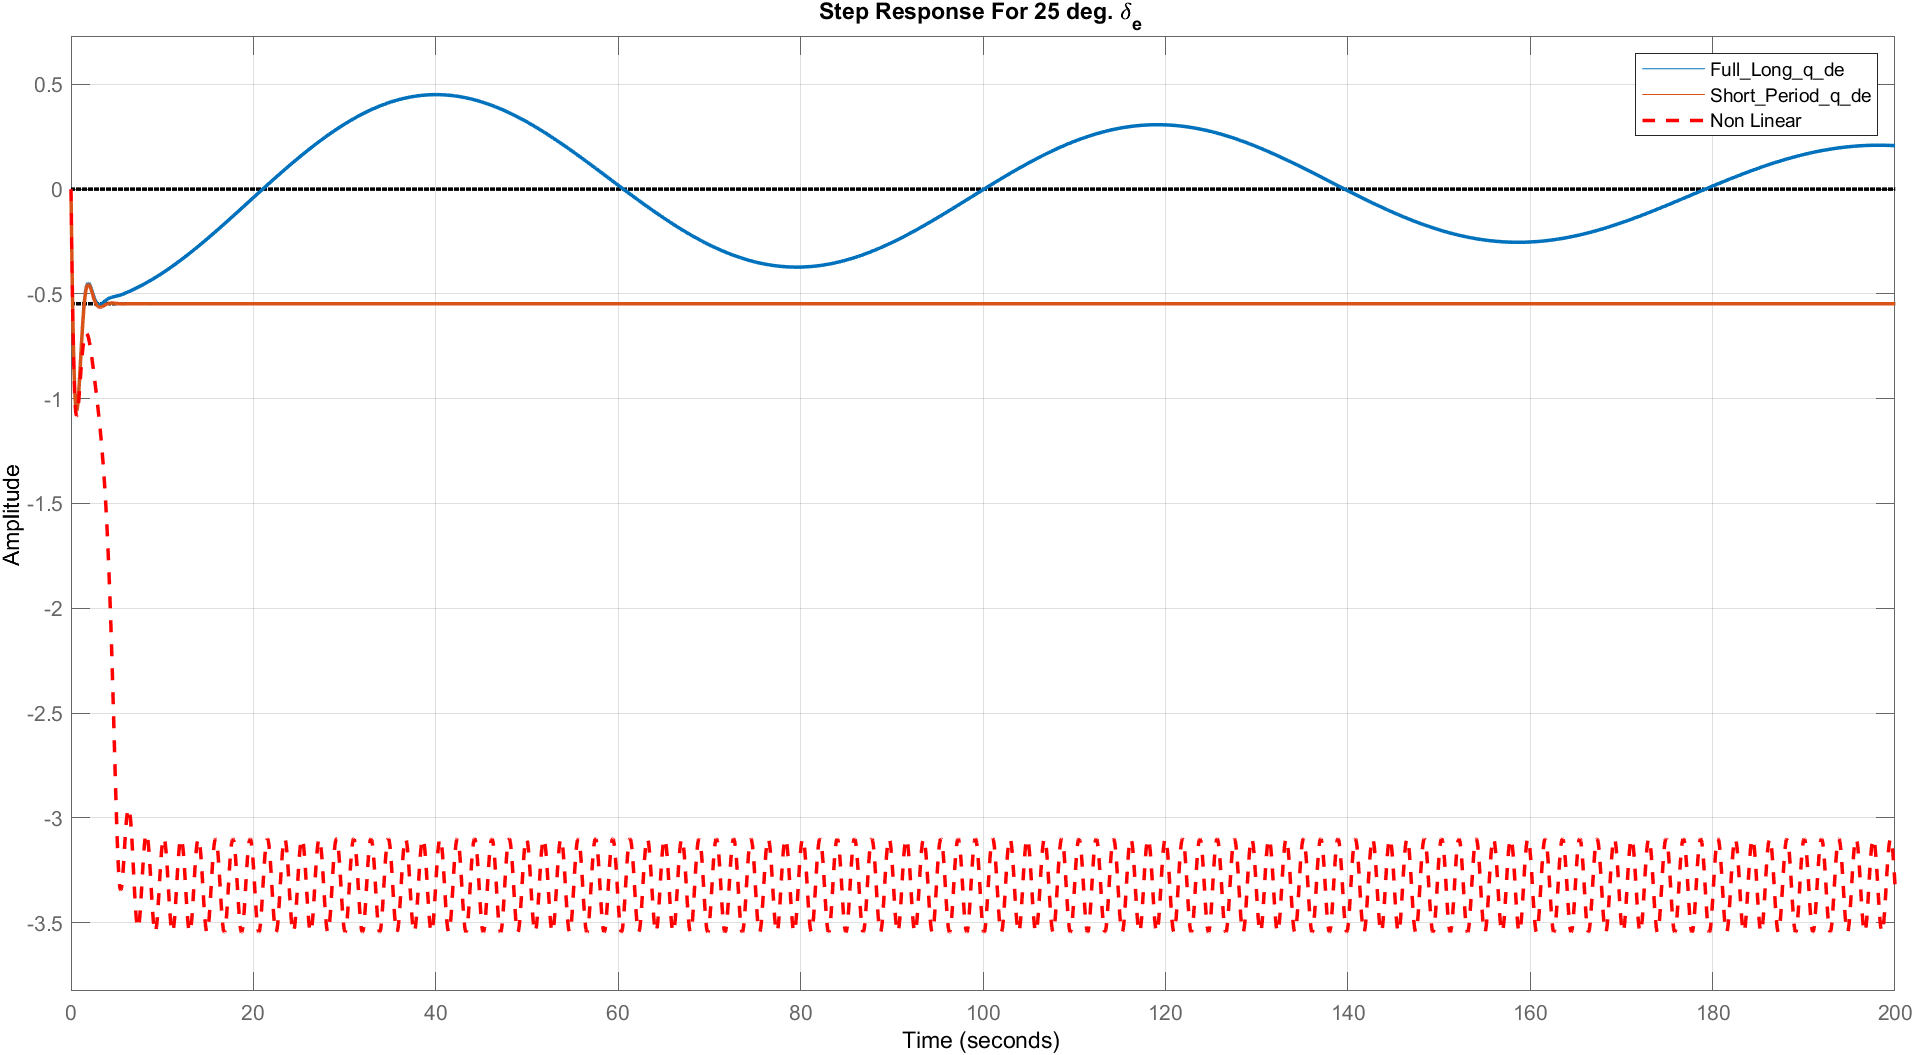 Step Response For 25 deg. δe
Full_Long_q_de
Short_Period_q_de
Non Linear
Amplitude
0.5
0
-0.5
-1
-1.5
-2
-2.5
-3
-3.5
0 20 40 60 80 100 120 140 160 180 200
Time (seconds)